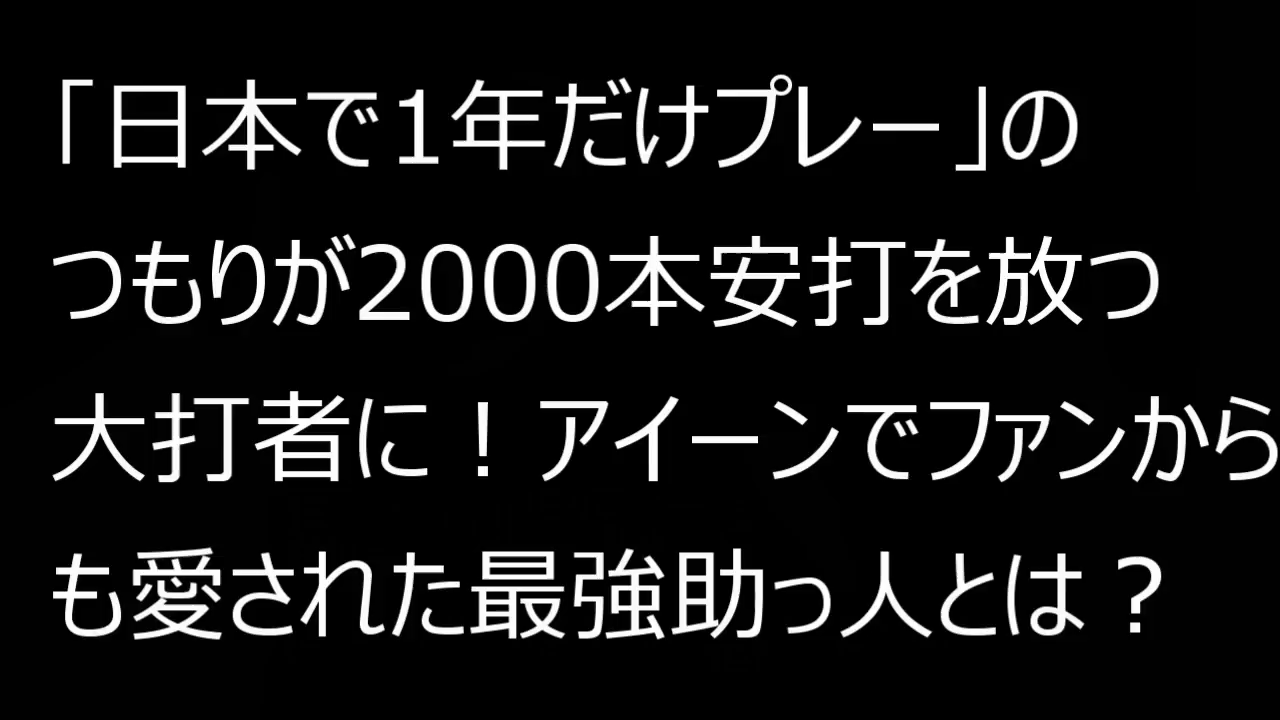 「日本で1年だけプレー」の
つもりが2000本安打を放つ
大打者に！アイーンでファンから
も愛された最強助っ人とは？